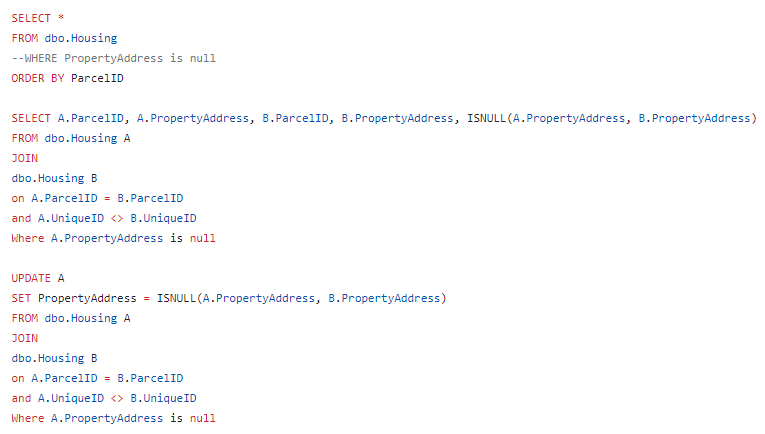 SELECT *
FROM dbo.Housing
--WHERE PropertyAddress is null
ORDER BY ParcelID
SELECT A.ParcelID, A.PropertyAddress, B.ParcelID, B.PropertyAddress, ISNULL(A.PropertyAddress, B.PropertyAddress)
FROM dbo.Housing A
JOIN
dbo.Housing B
on A.ParcelID = B.ParcelID
and A.UniqueID <> B.UniqueID
Where A.PropertyAddress is null
UPDATE A
SET PropertyAddress = ISNULL(A.PropertyAddress, B.PropertyAddress)
FROM dbo.Housing A
JOIN
dbo.Housing B
on A.ParcelID = B.ParcelID
and A.UniqueID <> B.UniqueID
Where A.PropertyAddress is null